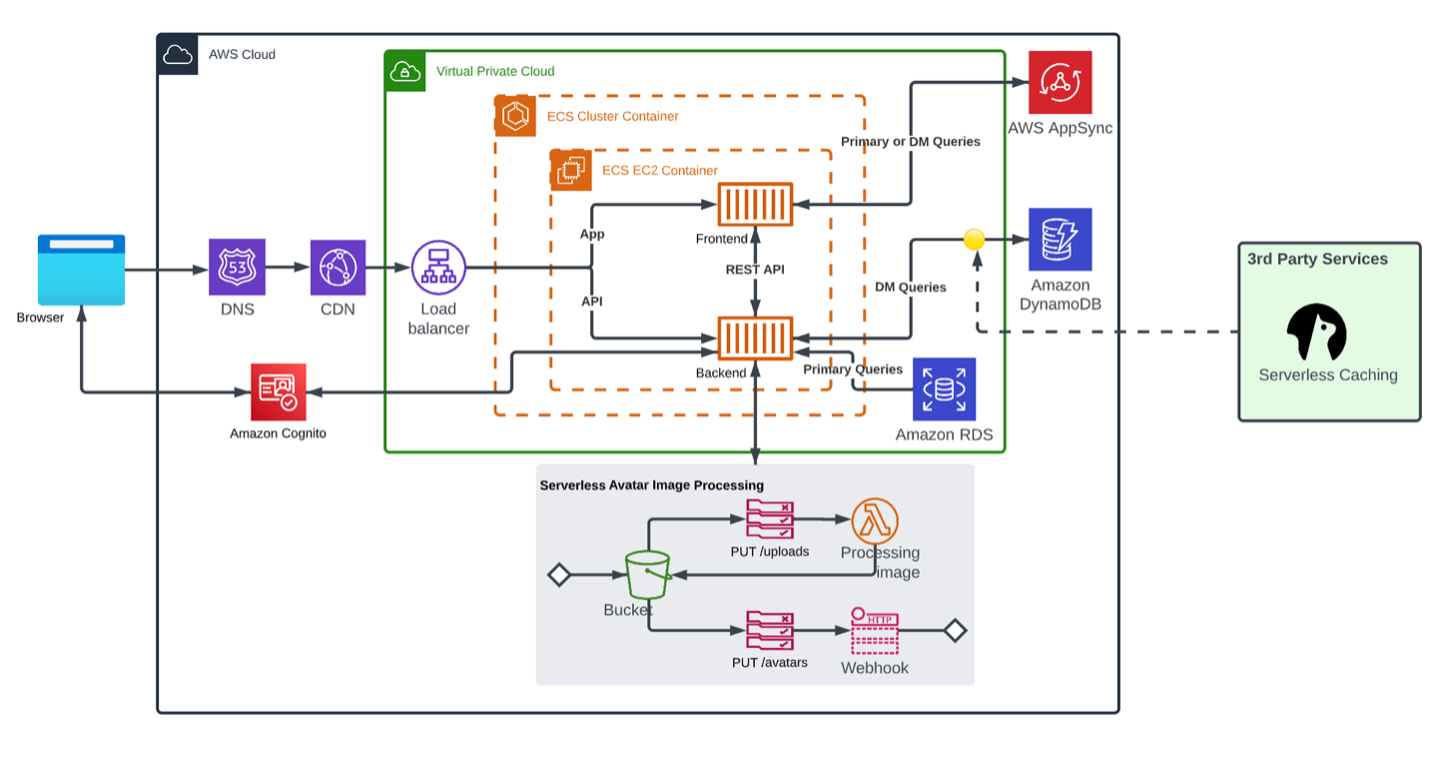 AWS Cloud
Virtual Private Cloud
ECS Cluster Container
ECS EC2 Container
AWS AppSync
Primary or DM Queries
App
Frontend
53
DNS
CDN
Load
balancer
REST API
API
DM Queries
Amazon
DynamoDB
3rd Party Services
Serverless Caching
Browser
Backend
Primary Queries
Amazon RDS
Amazon Cognito
Serverless Avatar Image Processing
PUT /uploads
Processing
image
Bucket
HTTP
PUT /avatars
Webhook